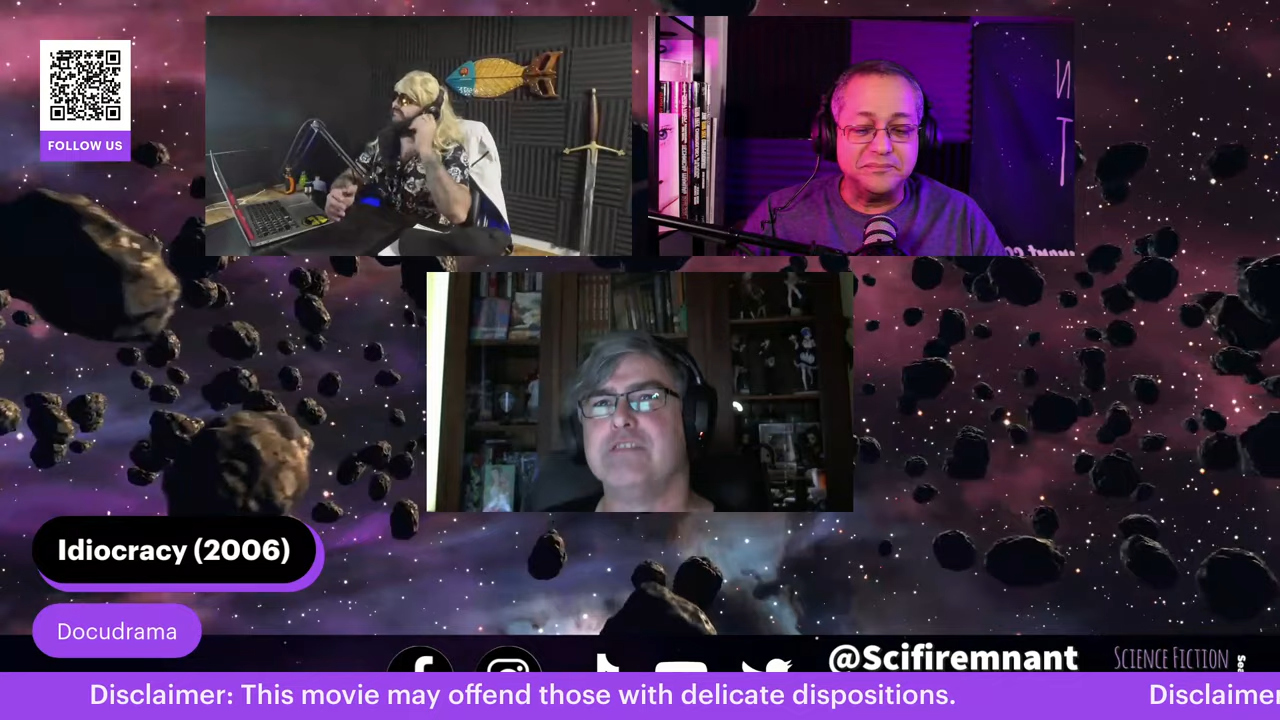 FOLLOW US
Idiocracy (2006)
Docudrama
@Scifiremnant
SCIENCE FICTION
Disclaimer: This movie may offend those with delicate dispositions.
Disclaimer